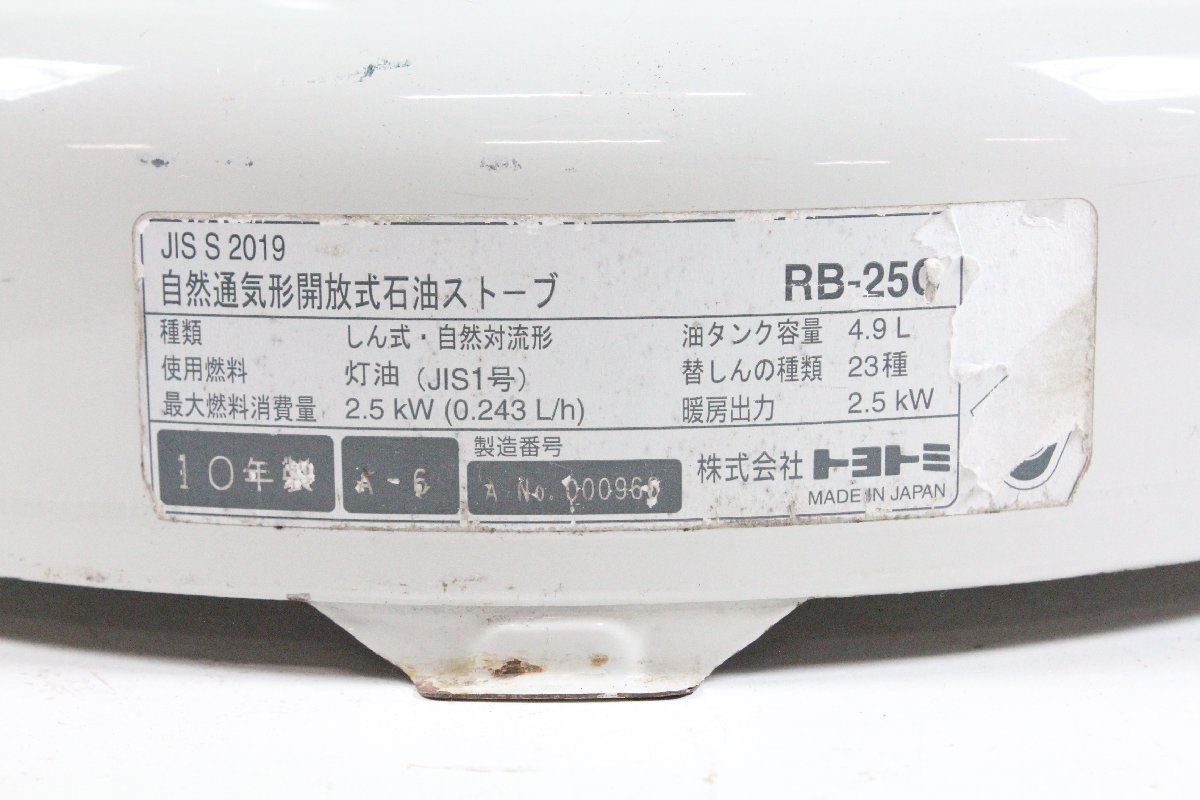 JIS S 2019
自然通気形開放式石油ストーブ
RB-250
種類 しん式・自然対流形 油タンク容量 4.9 L
使用燃料 灯油（JIS1号） 替しんの種類 23種
最大燃料消費量 2.5 kW (0.243 L/h) 暖房出力 2.5 kW
製造番号
10年製 A - 6 A No.
株式会社 トヨトミ
MADE IN JAPAN